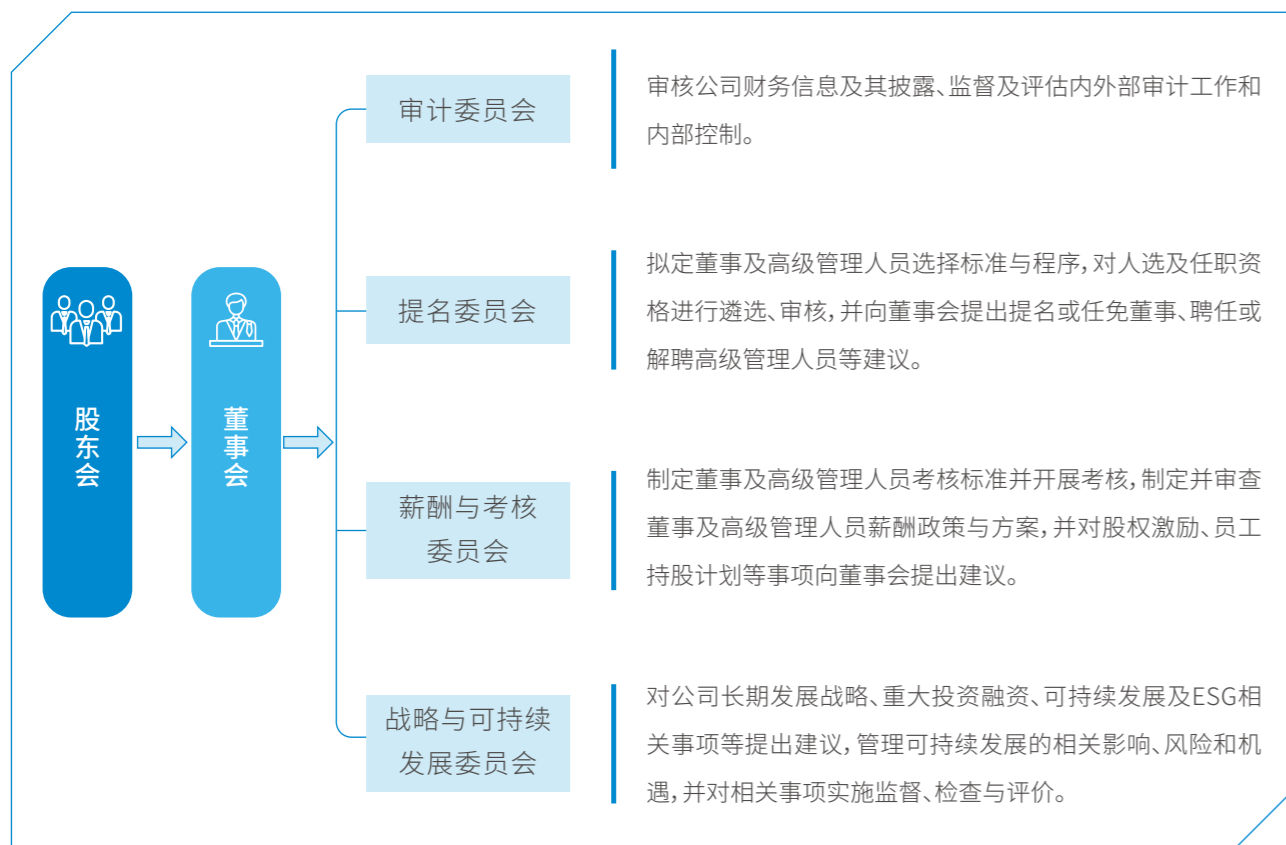 股东会
董事会
审计委员会
审核公司财务信息及其披露、监督及评估内外部审计工作和
内部控制。
提名委员会
拟定董事及高级管理人员选择标准与程序,对人选及任职资
格进行遴选、审核,并向董事会提出提名或任免董事、聘任或
解聘高级管理人员等建议。
薪酬与考核
委员会
制定董事及高级管理人员考核标准并开展考核,制定并审查
董事及高级管理人员薪酬政策与方案,并对股权激励、员工
持股计划等事项向董事会提出建议。
战略与可持续
发展委员会
对公司长期发展战略、重大投资融资、可持续发展及ESG相
关事项等提出建议,管理可持续发展的相关影响、风险和机
遇,并对相关事项实施监督、检查与评价。